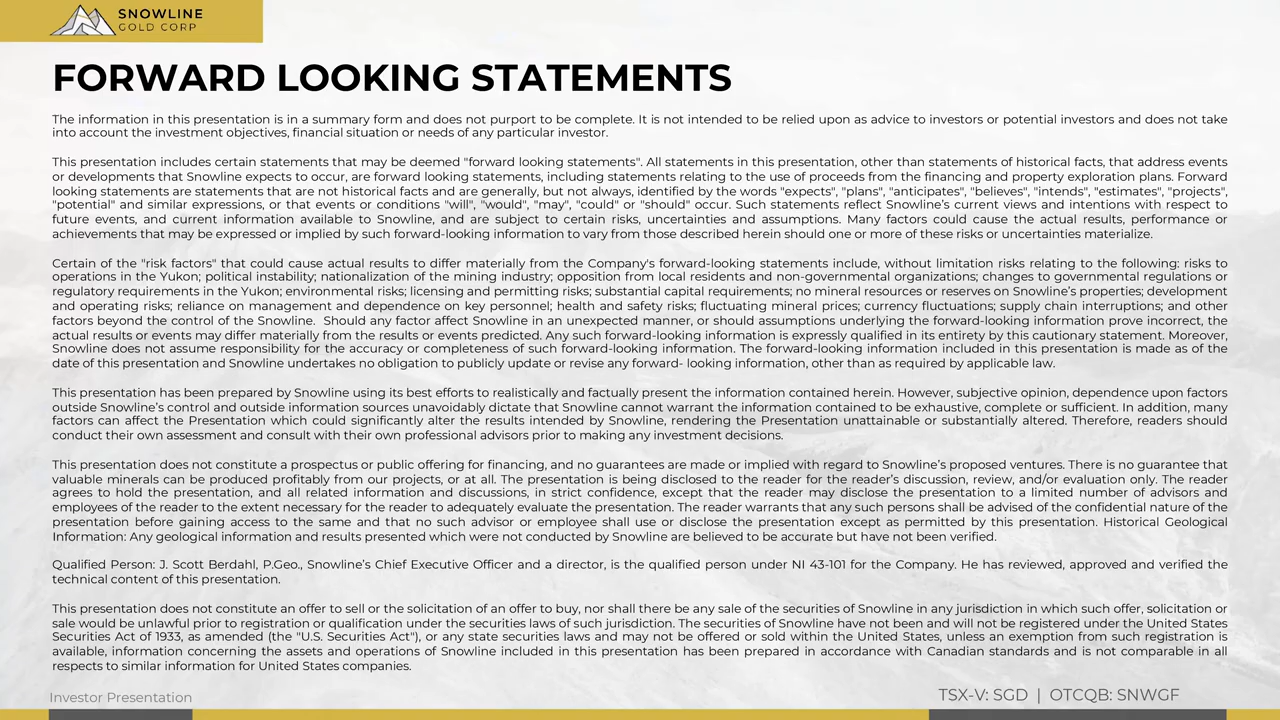 SNOWLINE
GOLD CORP
FORWARD LOOKING STATEMENTS
The information in this presentation is in a summary form and does not purport to be complete. It is not intended to be relied upon as advice to investors or potential investors and does not take
into account the investment objectives, financial situation or needs of any particular investor.
This presentation includes certain statements that may be deemed "forward looking statements". All statements in this presentation, other than statements of historical facts, that address events
or developments that Snowline expects to occur, are forward looking statements, including statements relating to the use of proceeds from the financing and property exploration plans. Forward
looking statements are statements that are not historical facts and are generally, but not always, identified by the words "expects", "plans", "anticipates", "believes", "intends", "estimates", "projects",
"potential" and similar expressions, or that events or conditions "will", "would", "may", "could" or "should" occur. Such statements reflect Snowline's current views and intentions with respect to
future events, and current information available to Snowline, and are subject to certain risks, uncertainties and assumptions. Many factors could cause the actual results, performance or
achievements that may be expressed or implied by such forward-looking information to vary from those described herein should one or more of these risks or uncertainties materialize.
Certain of the "risk factors" that could cause actual results to differ materially from the Company's forward-looking statements include, without limitation risks relating to the following: risks to
operations in the Yukon; political instability; nationalization of the mining industry; opposition from local residents and non-governmental organizations; changes to governmental regulations or
regulatory requirements in the Yukon; environmental risks; licensing and permitting risks; substantial capital requirements; no mineral resources or reserves on Snowline's properties; development
and operating risks; reliance on management and dependence on key personnel; health and safety risks; fluctuating mineral prices; currency fluctuations; supply chain interruptions; and other
factors beyond the control of the Snowline.  Should any factor affect Snowline in an unexpected manner, or should assumptions underlying the forward-looking information prove incorrect, the
actual results or events may differ materially from the results or events predicted. Any such forward-looking information is expressly qualified in its entirety by this cautionary statement. Moreover,
Snowline does not assume responsibility for the accuracy or completeness of such forward-looking information. The forward-looking information included in this presentation is made as of the
date of this presentation and Snowline undertakes no obligation to publicly update or revise any forward- looking information, other than as required by applicable law.
This presentation has been prepared by Snowline using its best efforts to realistically and factually present the information contained herein. However, subjective opinion, dependence upon factors
outside Snowline's control and outside information sources unavoidably dictate that Snowline cannot warrant the information contained to be exhaustive, complete or sufficient. In addition, many
factors can affect the Presentation which could significantly alter the results intended by Snowline, rendering the Presentation unattainable or substantially altered. Therefore, readers should
conduct their own assessment and consult with their own professional advisors prior to making any investment decisions.
This presentation does not constitute a prospectus or public offering for financing, and no guarantees are made or implied with regard to Snowline's proposed ventures. There is no guarantee that
valuable minerals can be produced profitably from our projects, or at all. The presentation is being disclosed to the reader for the reader's discussion, review, and/or evaluation only. The reader
agrees to hold the presentation, and all related information and discussions, in strict confidence, except that the reader may disclose the presentation to a limited number of advisors and
employees of the reader to the extent necessary for the reader to adequately evaluate the presentation. The reader warrants that any such persons shall be advised of the confidential nature of the
presentation before gaining access to the same and that no such advisor or employee shall use or disclose the presentation except as permitted by this presentation. Historical Geological
Information: Any geological information and results presented which were not conducted by Snowline are believed to be accurate but have not been verified.
Qualified Person: J. Scott Berdahl, P.Geo., Snowline's Chief Executive Officer and a director, is the qualified person under NI 43-101 for the Company. He has reviewed, approved and verified the
technical content of this presentation.
This presentation does not constitute an offer to sell or the solicitation of an offer to buy, nor shall there be any sale of the securities of Snowline in any jurisdiction in which such offer, solicitation or
sale would be unlawful prior to registration or qualification under the securities laws of such jurisdiction. The securities of Snowline have not been and will not be registered under the United States
Securities Act of 1933, as amended (the "U.S. Securities Act"), or any state securities laws and may not be offered or sold within the United States, unless an exemption from such registration is
available, information concerning the assets and operations of Snowline included in this presentation has been prepared in accordance with Canadian standards and is not comparable in all
respects to similar information for United States companies.
Investor Presentation
TSX-V: SGD | OTCQB: SNWGF